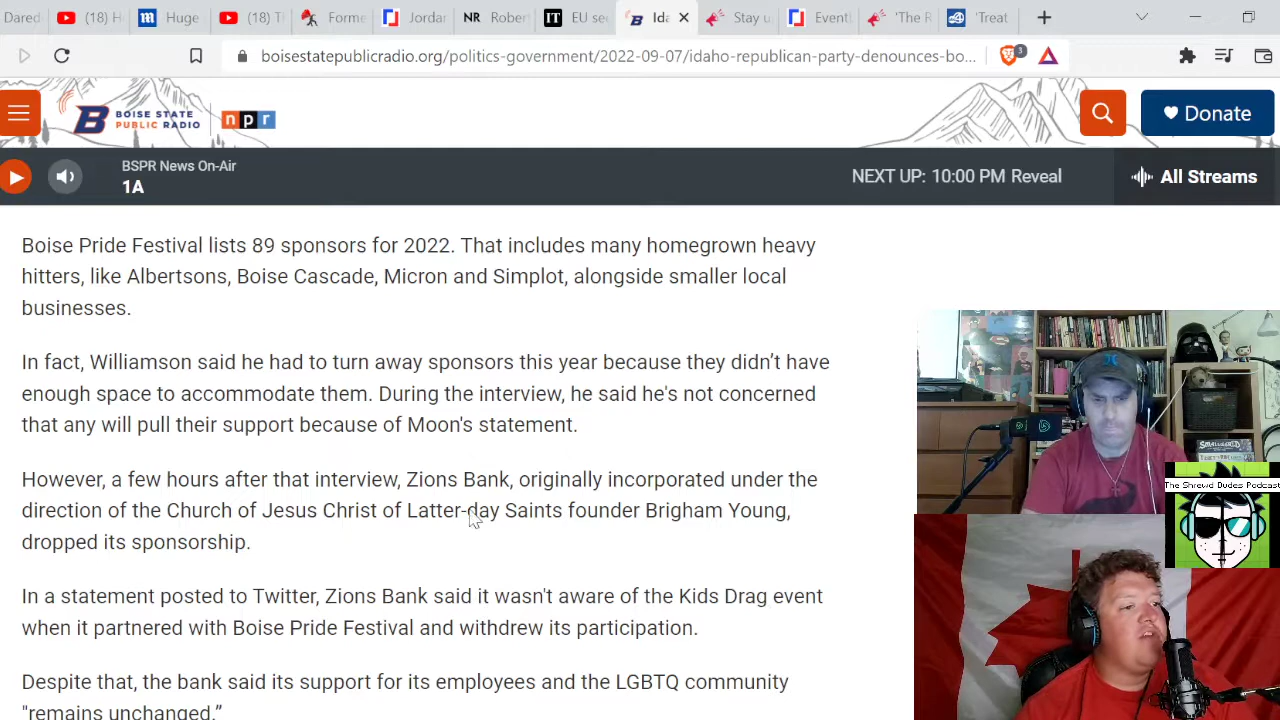 Dared
(18) H
Huge
(18) T
Forme
Jordar
NR
Rober
IT
EU see
Ida
Stay u
Eventl
'The R
'Treat
boisestatepublicradio.org/politics-government/2022-09-07/idaho-republican-party-denounces-bo...
3
B BOISE STATE
PUBLIC RADIO
n p r
Donate
BSPR News On-Air
1A
NEXT UP: 10:00 PM Reveal
All Streams
Boise Pride Festival lists 89 sponsors for 2022. That includes many homegrown heavy
hitters, like Albertsons, Boise Cascade, Micron and Simplot, alongside smaller local
businesses.
In fact, Williamson said he had to turn away sponsors this year because they didn't have
enough space to accommodate them. During the interview, he said he's not concerned
that any will pull their support because of Moon's statement.
However, a few hours after that interview, Zions Bank, originally incorporated under the
direction of the Church of Jesus Christ of Latter-day Saints founder Brigham Young,
dropped its sponsorship.
In a statement posted to Twitter, Zions Bank said it wasn't aware of the Kids Drag event
when it partnered with Boise Pride Festival and withdrew its participation.
Despite that, the bank said its support for its employees and the LGBTQ community
"remains unchanged."
The Shrewd Dudes Podcast